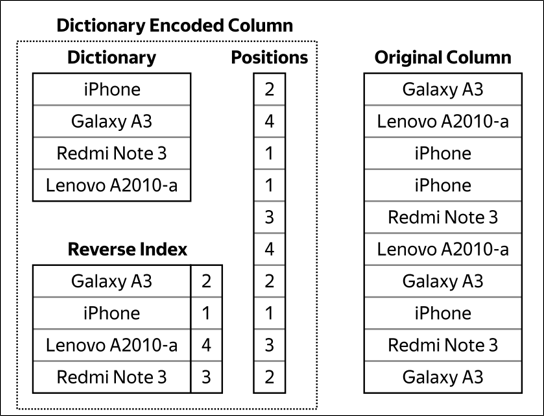 Dictionary Encoded Column
Dictionary
iPhone
Galaxy A3
Redmi Note 3
Lenovo A2010-a
Reverse Index
Galaxy A3 2
iPhone 1
Lenovo A2010-a 4
Redmi Note 3 3
Positions
2
4
1
1
3
4
2
1
3
2
Original Column
Galaxy A3
Lenovo A2010-a
iPhone
iPhone
Redmi Note 3
Lenovo A2010-a
Galaxy A3
iPhone
Redmi Note 3
Galaxy A3